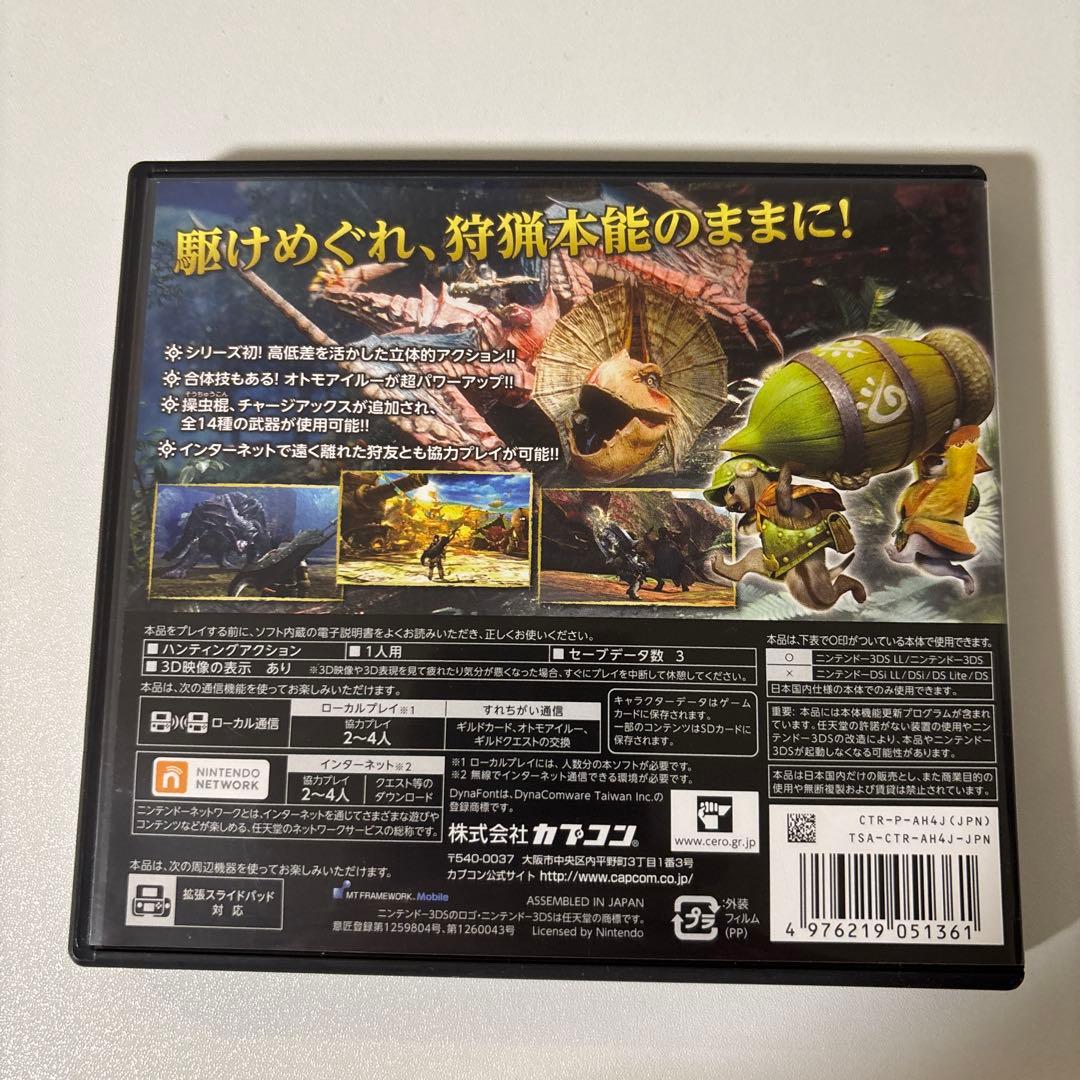 駆けめぐれ、狩猟本能のままに!
シリーズ初! 高低差を活かした立体的アクション!!
合体技もある! オトモアイルーが超パワーアップ!!
そうちゅうこん
操虫棍、チャージアックスが追加され、
全14種の武器が使用可能!!
インターネットで遠く離れた狩友とも協力プレイが可能!!
本品をプレイする前に、ソフト内蔵の電子説明書をよくお読みいただき、正しくお使いください。
■ハンティングアクション ■1人用 ■セーブデータ数 3
■3D映像の表示 あり ※3D映像や3D表現を見て疲れたり気分が悪くなった場合、すぐにプレイを中断して休憩してください。
本品は、次の通信機能を使ってお楽しみいただけます。
ローカル通信
ローカルプレイ※1
協力プレイ
2~4人
すれちがい通信
ギルドカード、オトモアイルー、
ギルドクエストの交換
キャラクターデータはゲーム
カードに保存されます。
一部のコンテンツはSDカードに
保存されます。
NINTENDO
NETWORK
インターネット※2
協力プレイ
2~4人
クエスト等の
ダウンロード
※1 ローカルプレイには、人数分の本ソフトが必要です。
※2 無線でインターネット通信できる環境が必要です。
DynaFontは、DynaComware Taiwan Inc.の
登録商標です。
ニンテンドーネットワークとは、インターネットを通じてさまざまな遊びや
コンテンツなどが楽しめる、任天堂のネットワークサービスの総称です。
株式会社カプコン®
〒540-0037 大阪市中央区内平野町3丁目1番3号
カプコン公式サイト http://www.capcom.co.jp/
www.cero.gr.jp
本品は、次の周辺機器を使ってお楽しみいただけます。
拡張スライドパッド
対応
MT FRAMEWORK Mobile
ASSEMBLED IN JAPAN
ニンテンドー3DSのロゴ・ニンテンドー3DSは任天堂の商標です。
意匠登録第1259804号、第1260043号
Licensed by Nintendo
プラ
:外装
フィルム
(PP)
本品は、下表で○印がついている本体で使用できます。
○ ニンテンドー3DS LL/ニンテンドー3DS
× ニンテンドーDSi LL/DSi/DS Lite/DS
日本国内仕様の本体でのみ使用できます。
重要: 本品には本体機能更新プログラムが含まれ
ています。任天堂の許諾がない装置の使用やニンテン
ドー3DSの改造により、本品やニンテンドー
3DSが起動しなくなる可能性があります。
本品は日本国内だけの販売とし、また商業目的の
使用や無断複製および賃貸は禁止されています。
CTR-P-AH4J(JPN)
TSA-CTR-AH4J-JPN
4 976219 051361